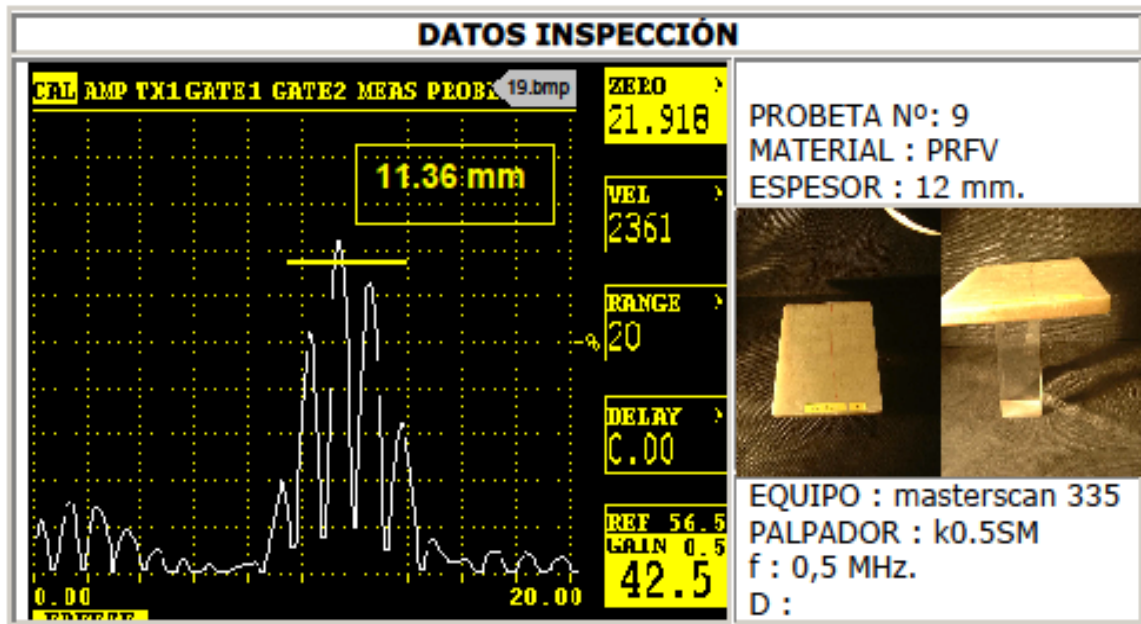 DATOS INSPECCIÓN
CAL AMP TX1 GATE1 GATE2 MEAS PROBE
19.bmp
11.36 mm
ZERO >
21.918
VEL >
2361
RANGE >
20
-%
DELAY >
C.00
REF 56.5
GAIN 0.5
42.5
0.00 20.00
FREEZE
PROBETA Nº: 9
MATERIAL : PRFV
ESPESOR : 12 mm.
EQUIPO : masterscan 335
PALPADOR : k0.5SM
f : 0,5 MHz.
D :